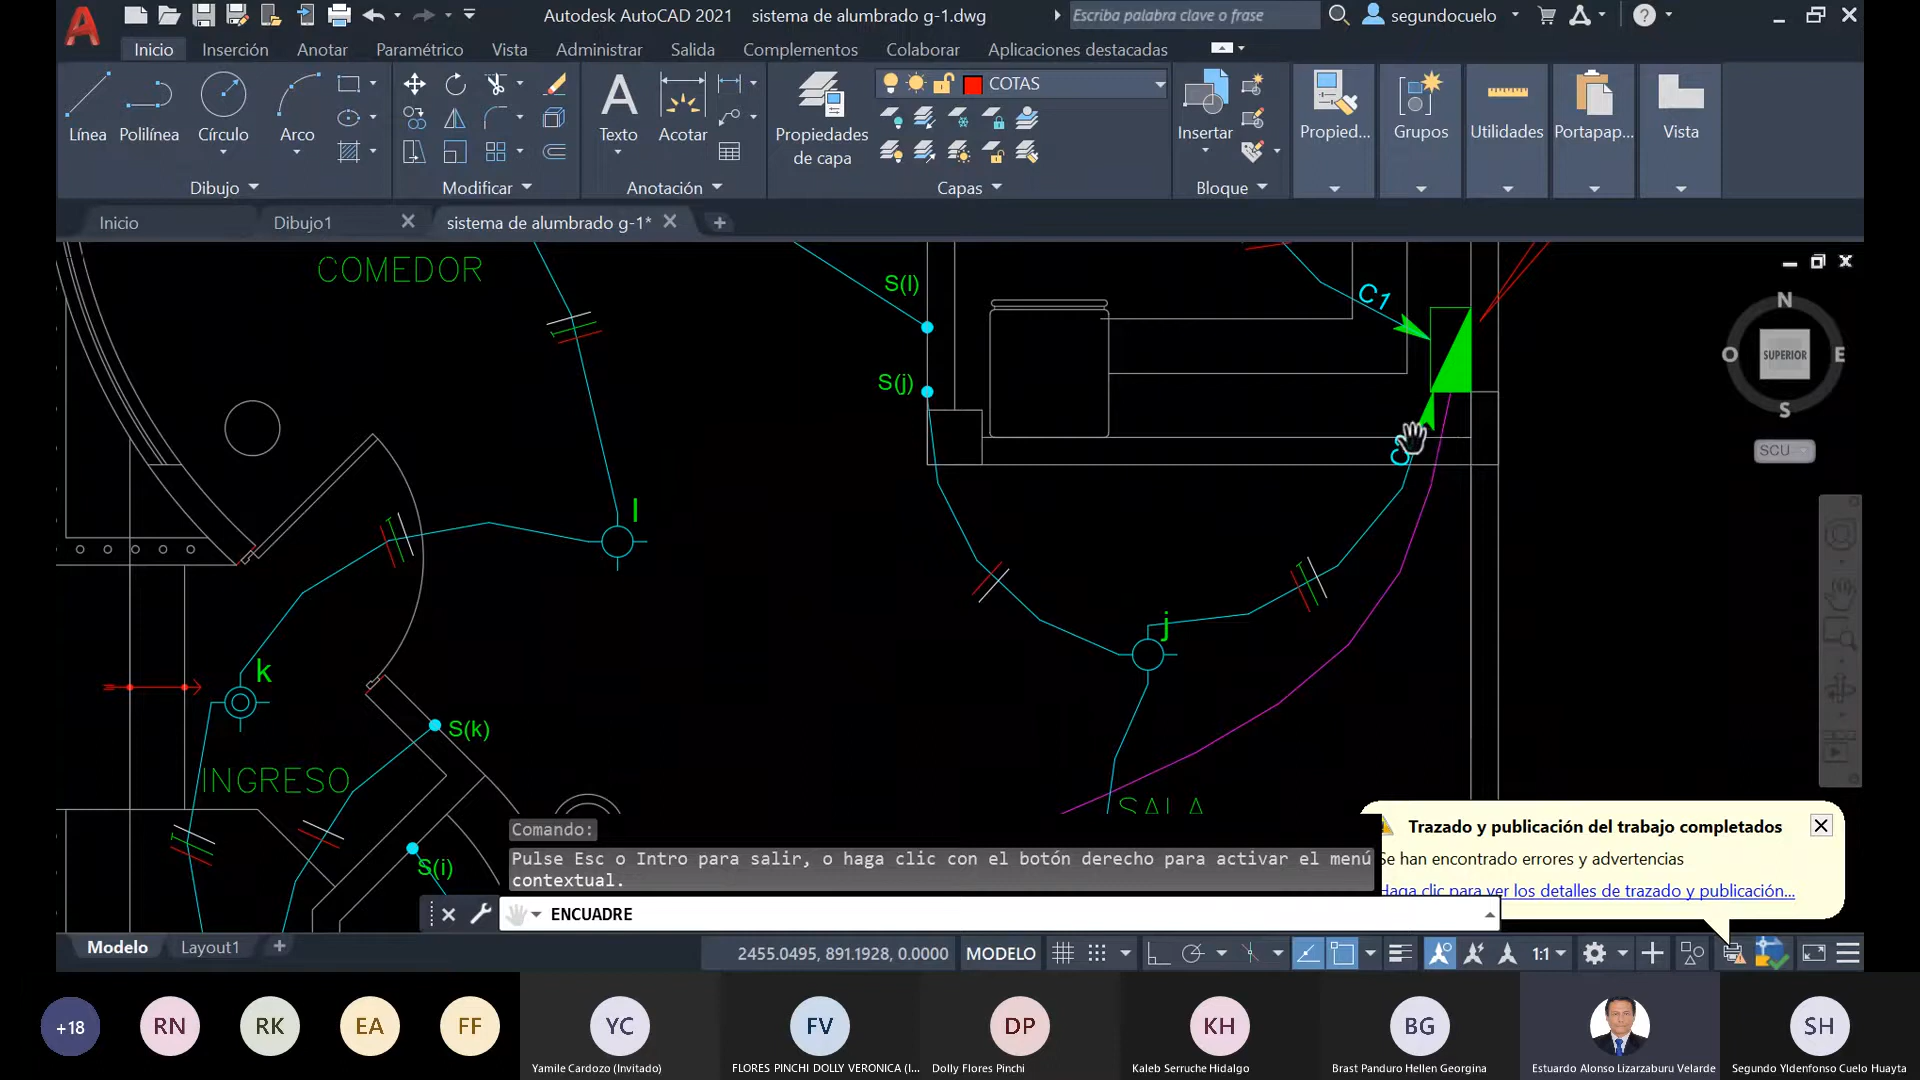 Autodesk AutoCAD 2021 sistema de alumbrado g-1.dwg
Escriba palabra clave o frase
segundocuelo
Inicio Inserción Anotar Paramétrico Vista Administrar Salida Complementos Colaborar Aplicaciones destacadas
Línea Polilínea Círculo Arco
Texto Acotar
Propiedades de capa
COTAS
Insertar
Propied... Grupos Utilidades Portapap... Vista
Dibujo Modificar Anotación Capas Bloque
Inicio Dibujo1 sistema de alumbrado g-1*
COMEDOR
S(l)
C1
S(j)
N
O SUPERIOR E
S
SCU
l
j
k
S(k)
INGRESO
SALA
S(i)
Comando:
Pulse Esc o Intro para salir, o haga clic con el botón derecho para activar el menú
contextual.
ENCUADRE
Trazado y publicación del trabajo completados
Se han encontrado errores y advertencias
Haga clic para ver los detalles de trazado y publicación...
Modelo Layout1
2455.0495, 891.1928, 0.0000 MODELO 1:1
+18 RN RK EA FF YC FV DP KH BG SH
Yamile Cardozo (Invitado) FLORES PINCHI DOLLY VERONICA (I... Dolly Flores Pinchi Kaleb Serruche Hidalgo Brast Panduro Hellen Georgina Estuardo Alonso Lizarzaburu Velarde Segundo Yldenfonso Cuelo Huayta